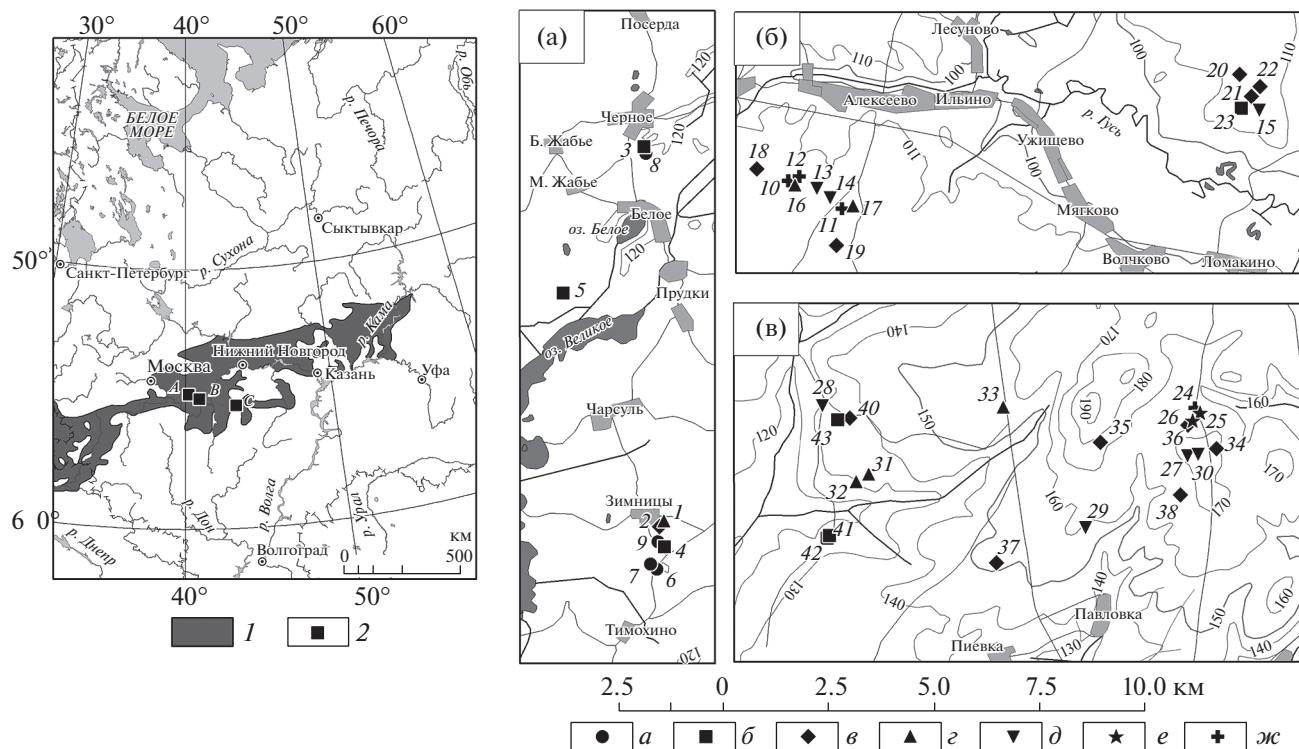 30° 40° 50° 60°
р. Обь
р. Печора
БЕЛОЕ
МОРЕ
Сыктывкар
р. Сухона
50°
Санкт-Петербург
р. Кама
Нижний Новгород
Москва
Казань
Уфа
A B C
6 0°
р. Дон
р. Волга
р. Урал
р. Днепр
Волгоград
км
0 500
40° 50°
1 2
(а)
Посерда
120
Черное
120
Б. Жабье
3 8
М. Жабье
Белое
оз. Белое
120
5
Прудки
оз. Великое
Чарсуль
Зимницы
1
2
9
4
7 6
Тимохино
120
(б)
Лесуново
110
100
100
110
20 22
21
23 15
Алексеево Ильино
р. Гусь
Ужищево
110
100
18 12
13
10 14
16
11 17
19
Мягково
Волчково Ломакино
(в)
140
170
180
28 40 33
150
190
24
160
26 25
120
43
35
36 34
31
27 30
32
170
160
29
38
170
41
42
37
130
140
140
160
Павловка
150
Пиевка
130
140
2.5 0 2.5 5.0 7.5 10.0 км
а б в г д е ж